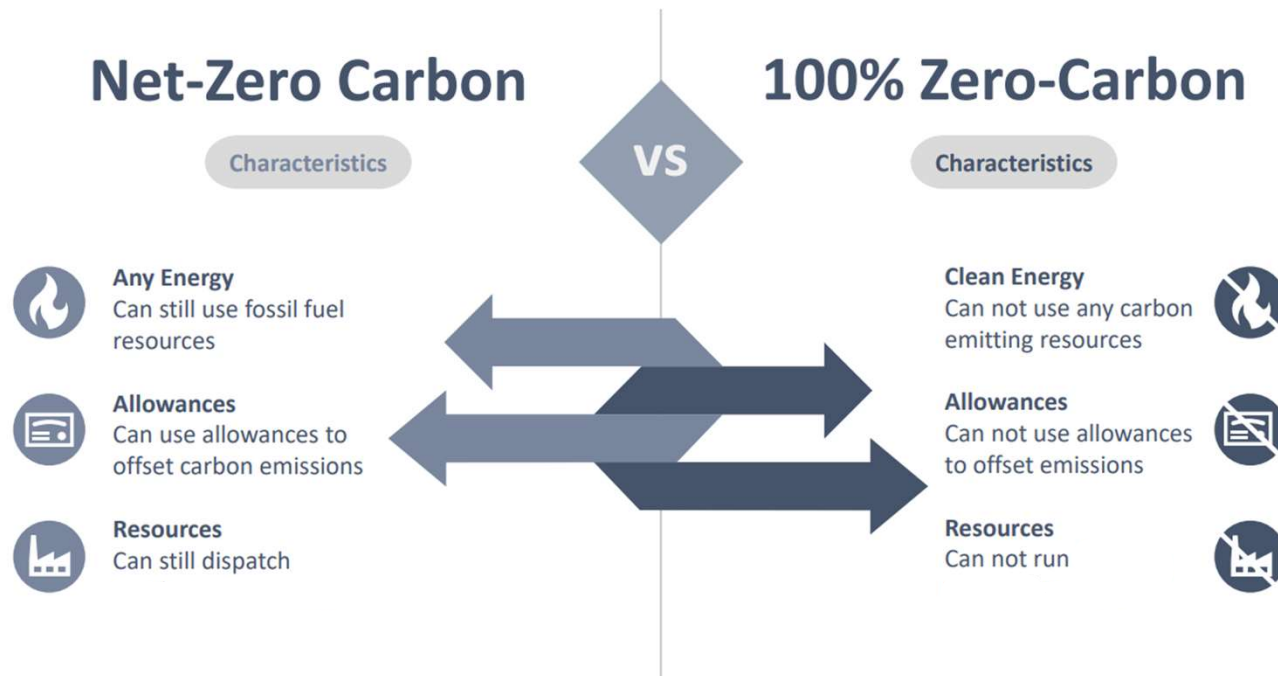 Net-Zero Carbon
Characteristics
Any Energy
Can still use fossil fuel
resources
Allowances
Can use allowances to
offset carbon emissions
Resources
Can still dispatch
VS
100% Zero-Carbon
Characteristics
Clean Energy
Can not use any carbon
emitting resources
Allowances
Can not use allowances
to offset emissions
Resources
Can not run